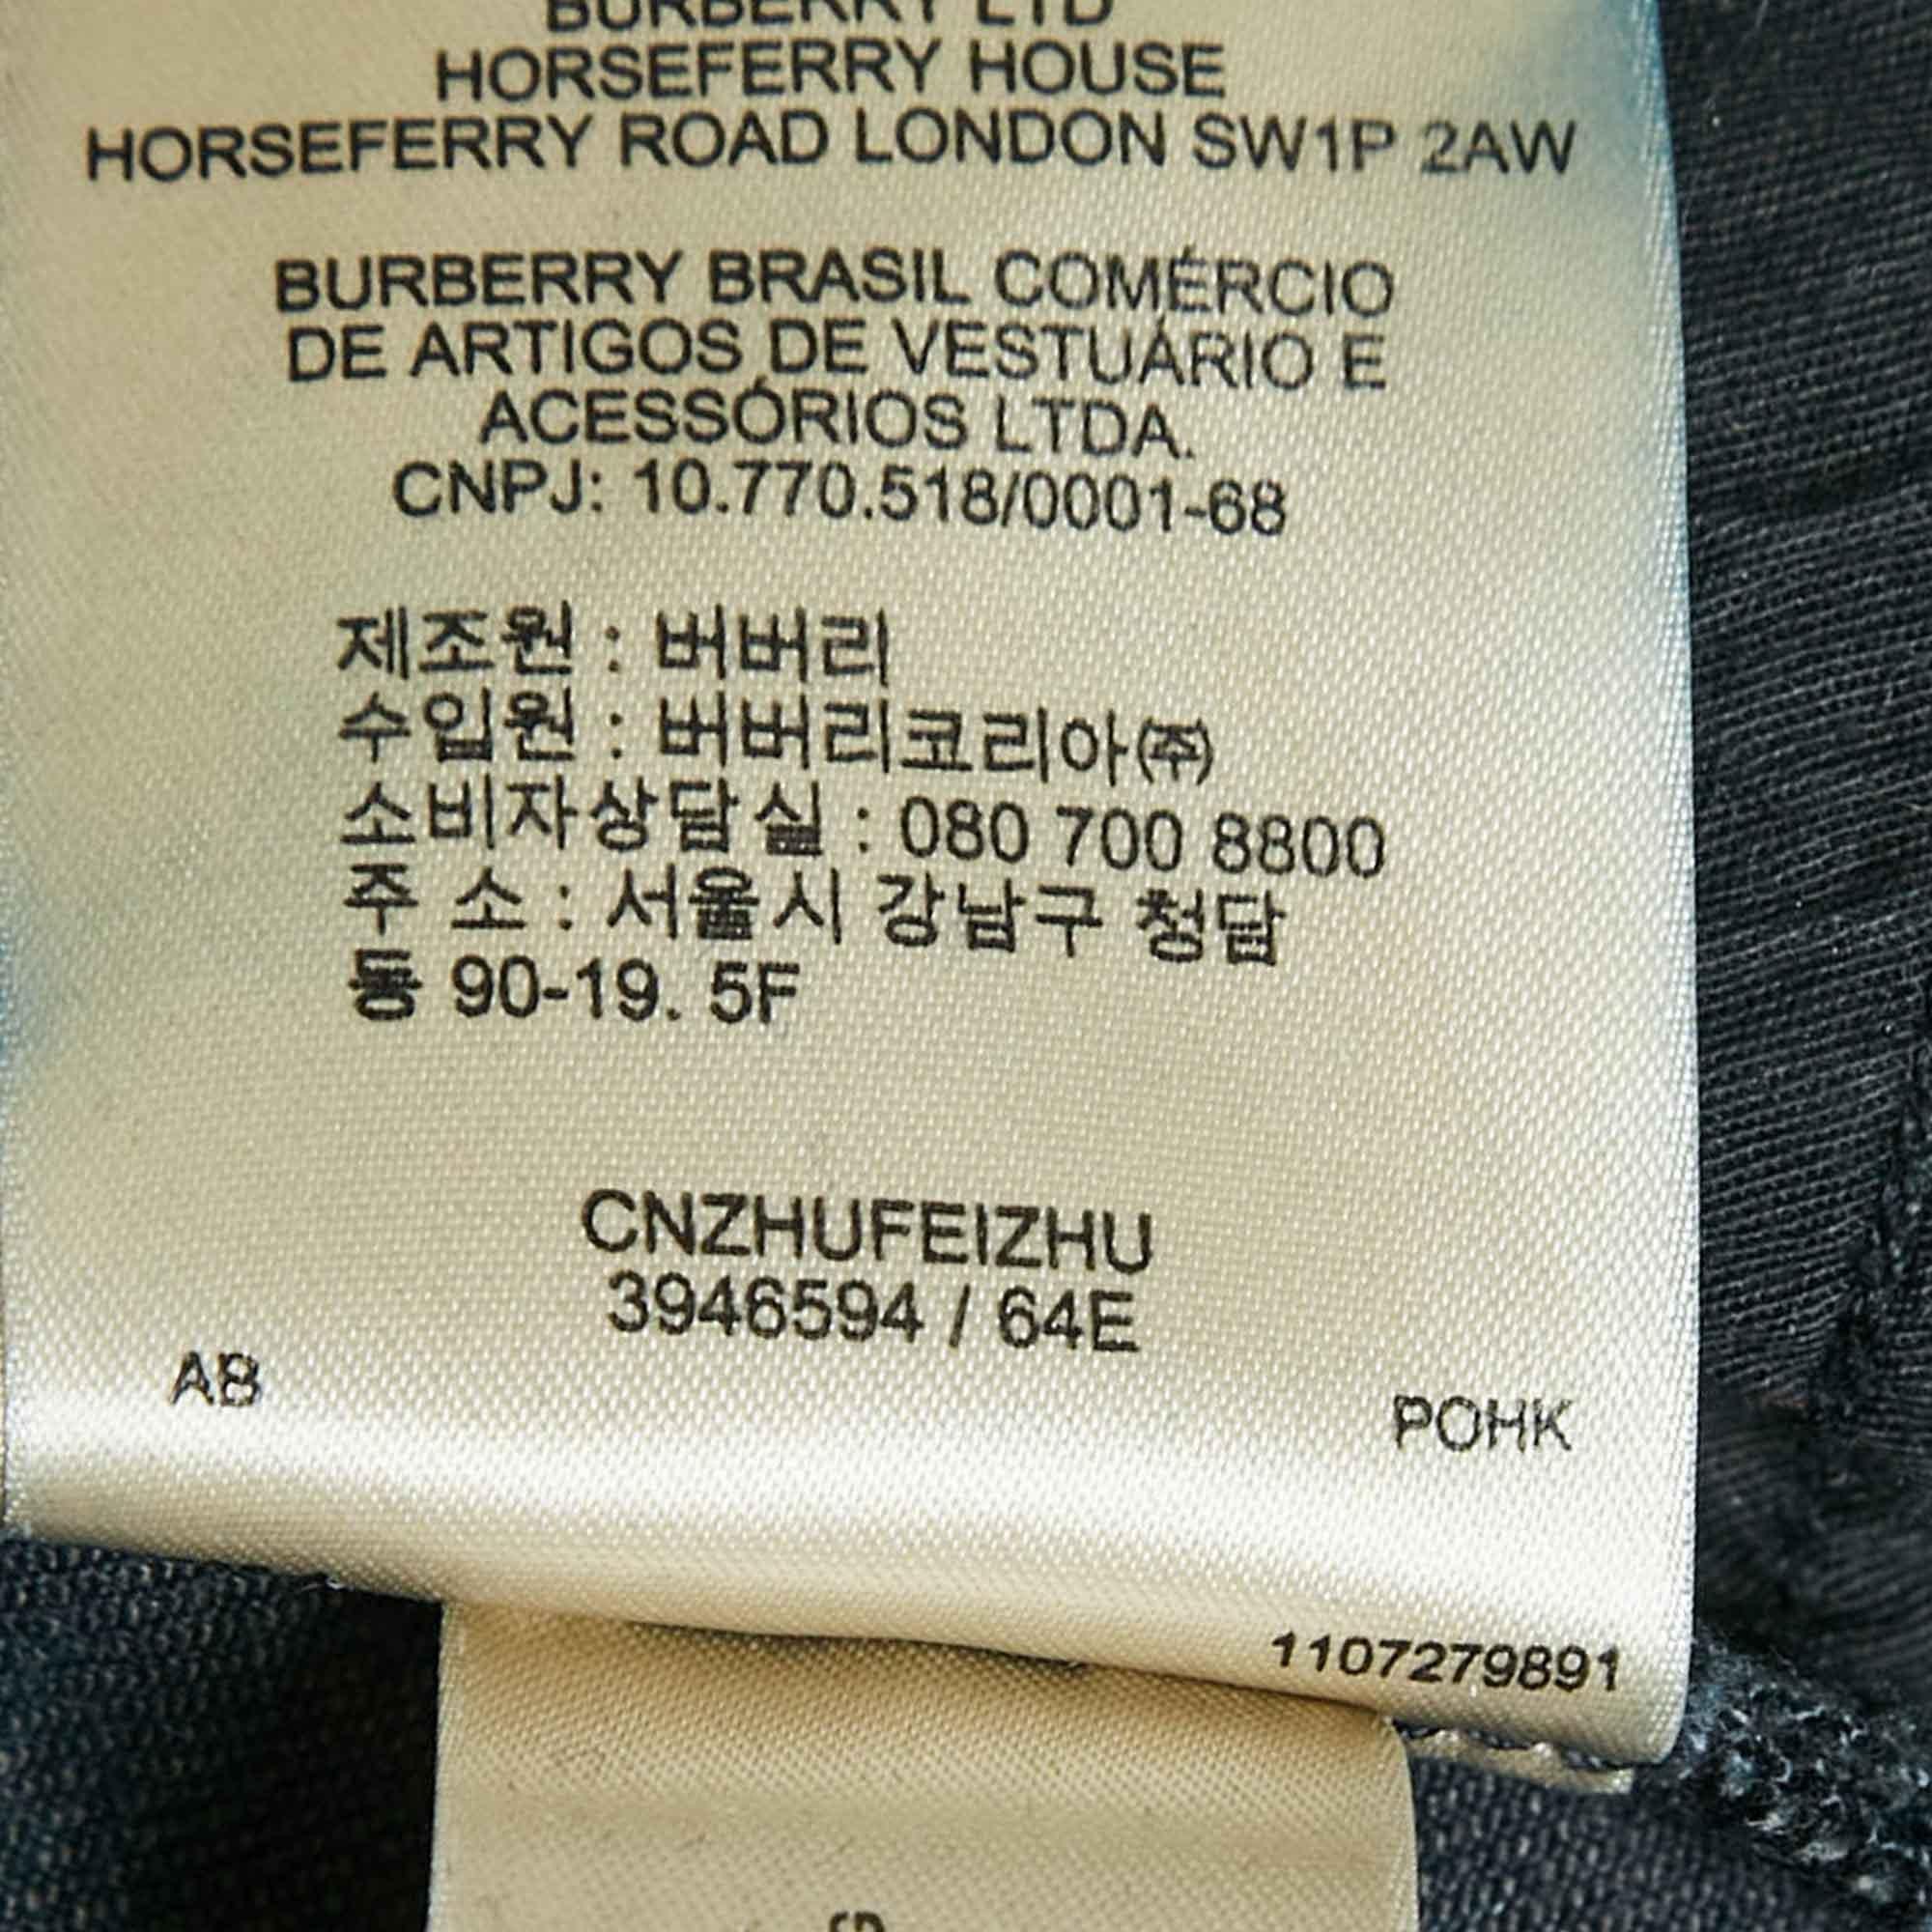 BURBERRY LTD
HORSEFERRY HOUSE
HORSEFERRY ROAD LONDON SW1P 2AW
BURBERRY BRASIL COMÉRCIO
DE ARTIGOS DE VESTUÁRIO E
ACESSÓRIOS LTDA.
CNPJ: 10.770.518/0001-68
제조원 : 버버리
수입원 : 버버리코리아㈜
소비자상담실 : 080 700 8800
주 소 : 서울시 강남구 청담
동 90-19. 5F
CNZHUFEIZHU
3946594 / 64E
AB
POHK
1107279891